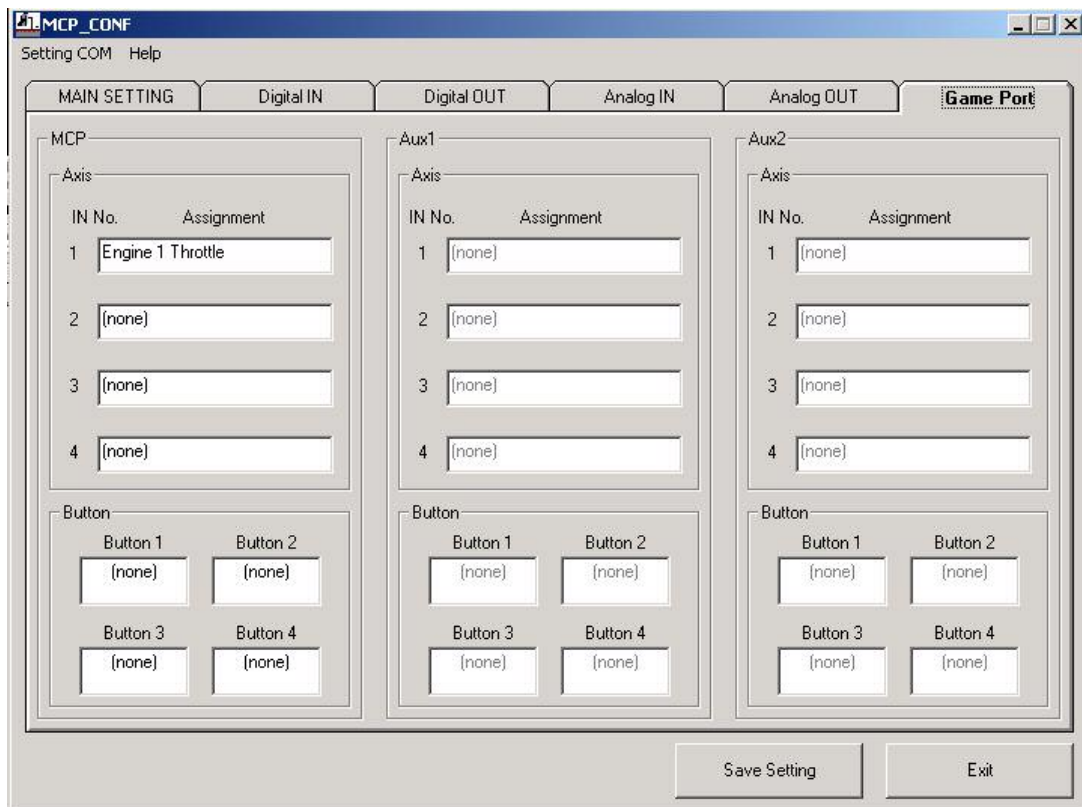 MCP_CONF
Setting COM Help
MAIN SETTING Digital IN Digital OUT Analog IN Analog OUT Game Port
MCP
Axis
IN No. Assignment
1 Engine 1 Throttle
2 (none)
3 (none)
4 (none)
Button
Button 1 Button 2
(none) (none)
Button 3 Button 4
(none) (none)
Aux1
Axis
IN No. Assignment
1 (none)
2 (none)
3 (none)
4 (none)
Button
Button 1 Button 2
(none) (none)
Button 3 Button 4
(none) (none)
Aux2
Axis
IN No. Assignment
1 (none)
2 (none)
3 (none)
4 (none)
Button
Button 1 Button 2
(none) (none)
Button 3 Button 4
(none) (none)
Save Setting Exit